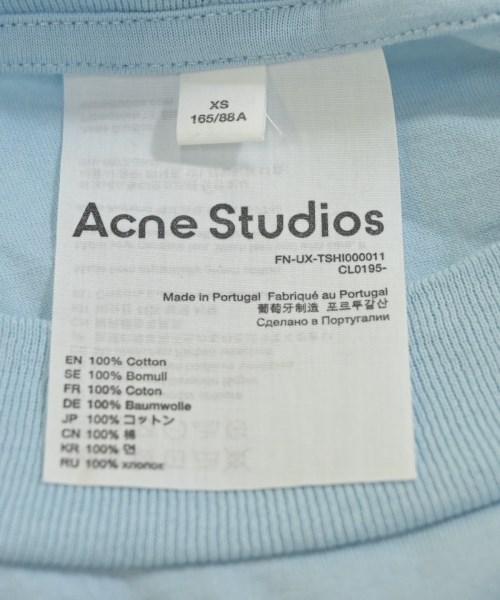 XS
165/88A
Acne Studios
FN-UX-TSHI000011
CL0195-
Made in Portugal Fabriqué au Portugal
葡萄牙制造 포르투갈산
Сделано в Португалии
EN 100% Cotton
SE 100% Bomull
FR 100% Coton
DE 100% Baumwolle
JP 100% コットン
CN 100% 棉
KR 100% 면
RU 100% хлопок